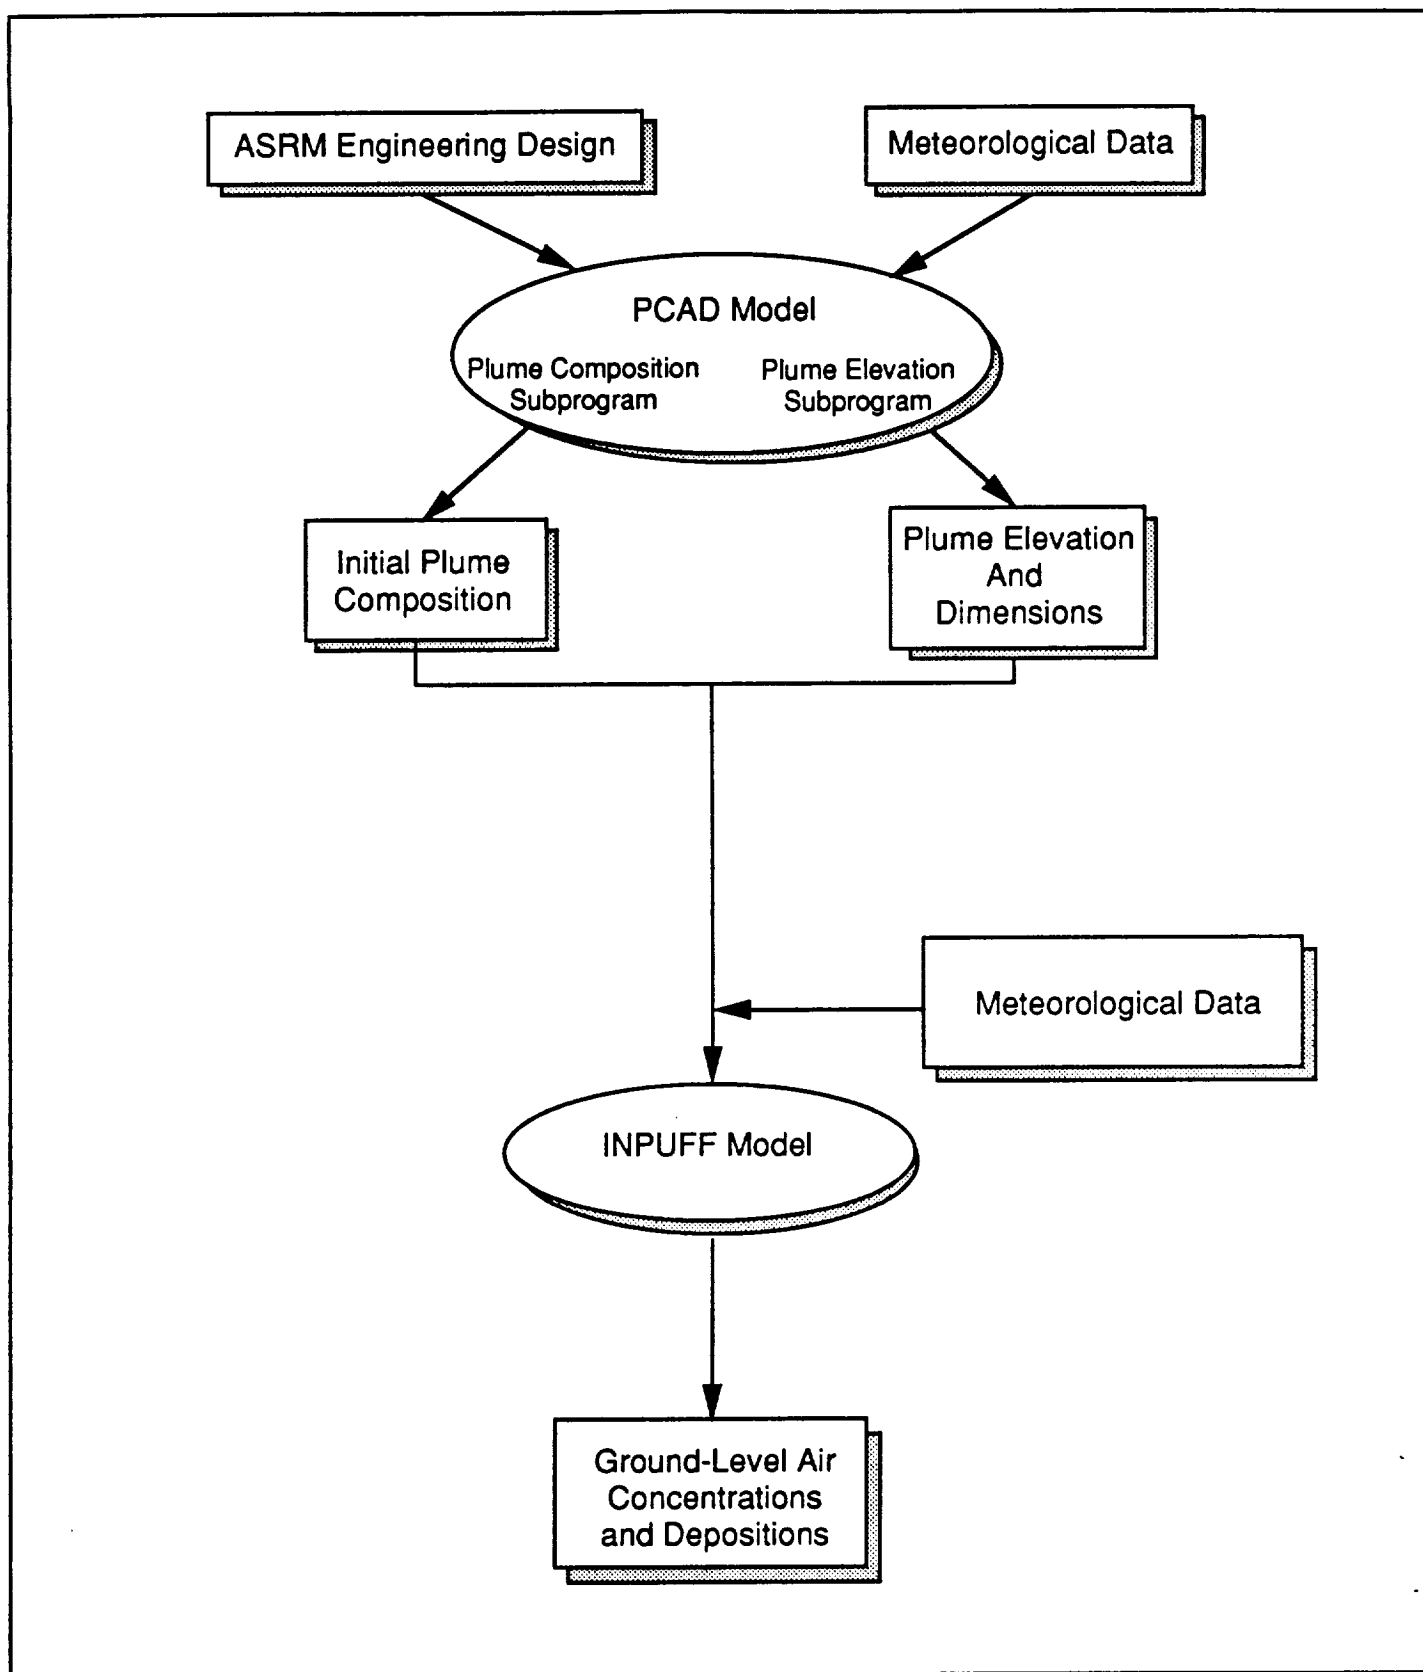 ASRM Engineering Design
Meteorological Data
PCAD Model
Plume Composition
Subprogram
Plume Elevation
Subprogram
Initial Plume
Composition
Plume Elevation
And
Dimensions
Meteorological Data
INPUFF Model
Ground-Level Air
Concentrations
and Depositions